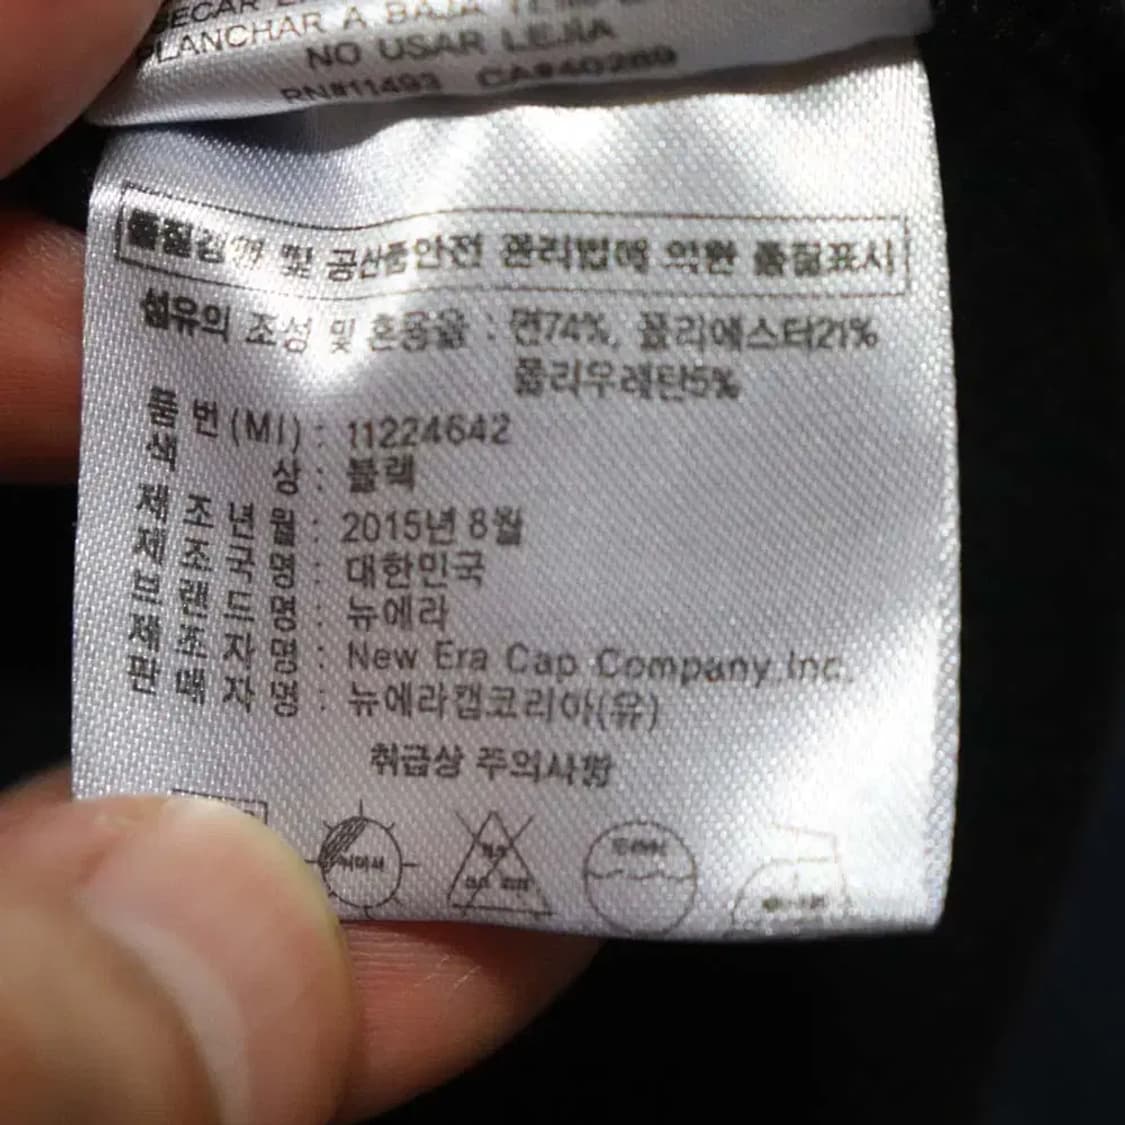 SECAR
PLANCHAR A BAJA
NO USAR LEJIA
RN#11493 CA#40289
품질경영 및 공산품안전 관리법에 의한 품질표시
섬유의 조성 및 혼용율 : 면74%, 폴리에스터21%
폴리우레탄5%
품 번(MI) : 11224642
색 상 : 블랙
제 조 년 월 : 2015년 8월
제 조 국 명 : 대한민국
브 랜 드 명 : 뉴에라
제 조 자 명 : New Era Cap Company Inc.
판 매 자 명 : 뉴에라캡코리아(유)
취급상 주의사항